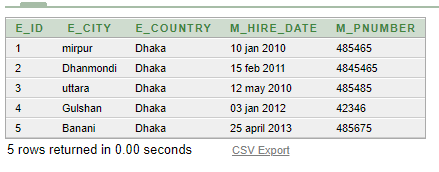 E_ID E_CITY E_COUNTRY M_HIRE_DATE M_PNUMBER
1 mirpur Dhaka 10 jan 2010 485465
2 Dhanmondi Dhaka 15 feb 2011 4845465
3 uttara Dhaka 12 may 2010 485485
4 Gulshan Dhaka 03 jan 2012 42346
5 Banani Dhaka 25 april 2013 485675
5 rows returned in 0.00 seconds CSV Export